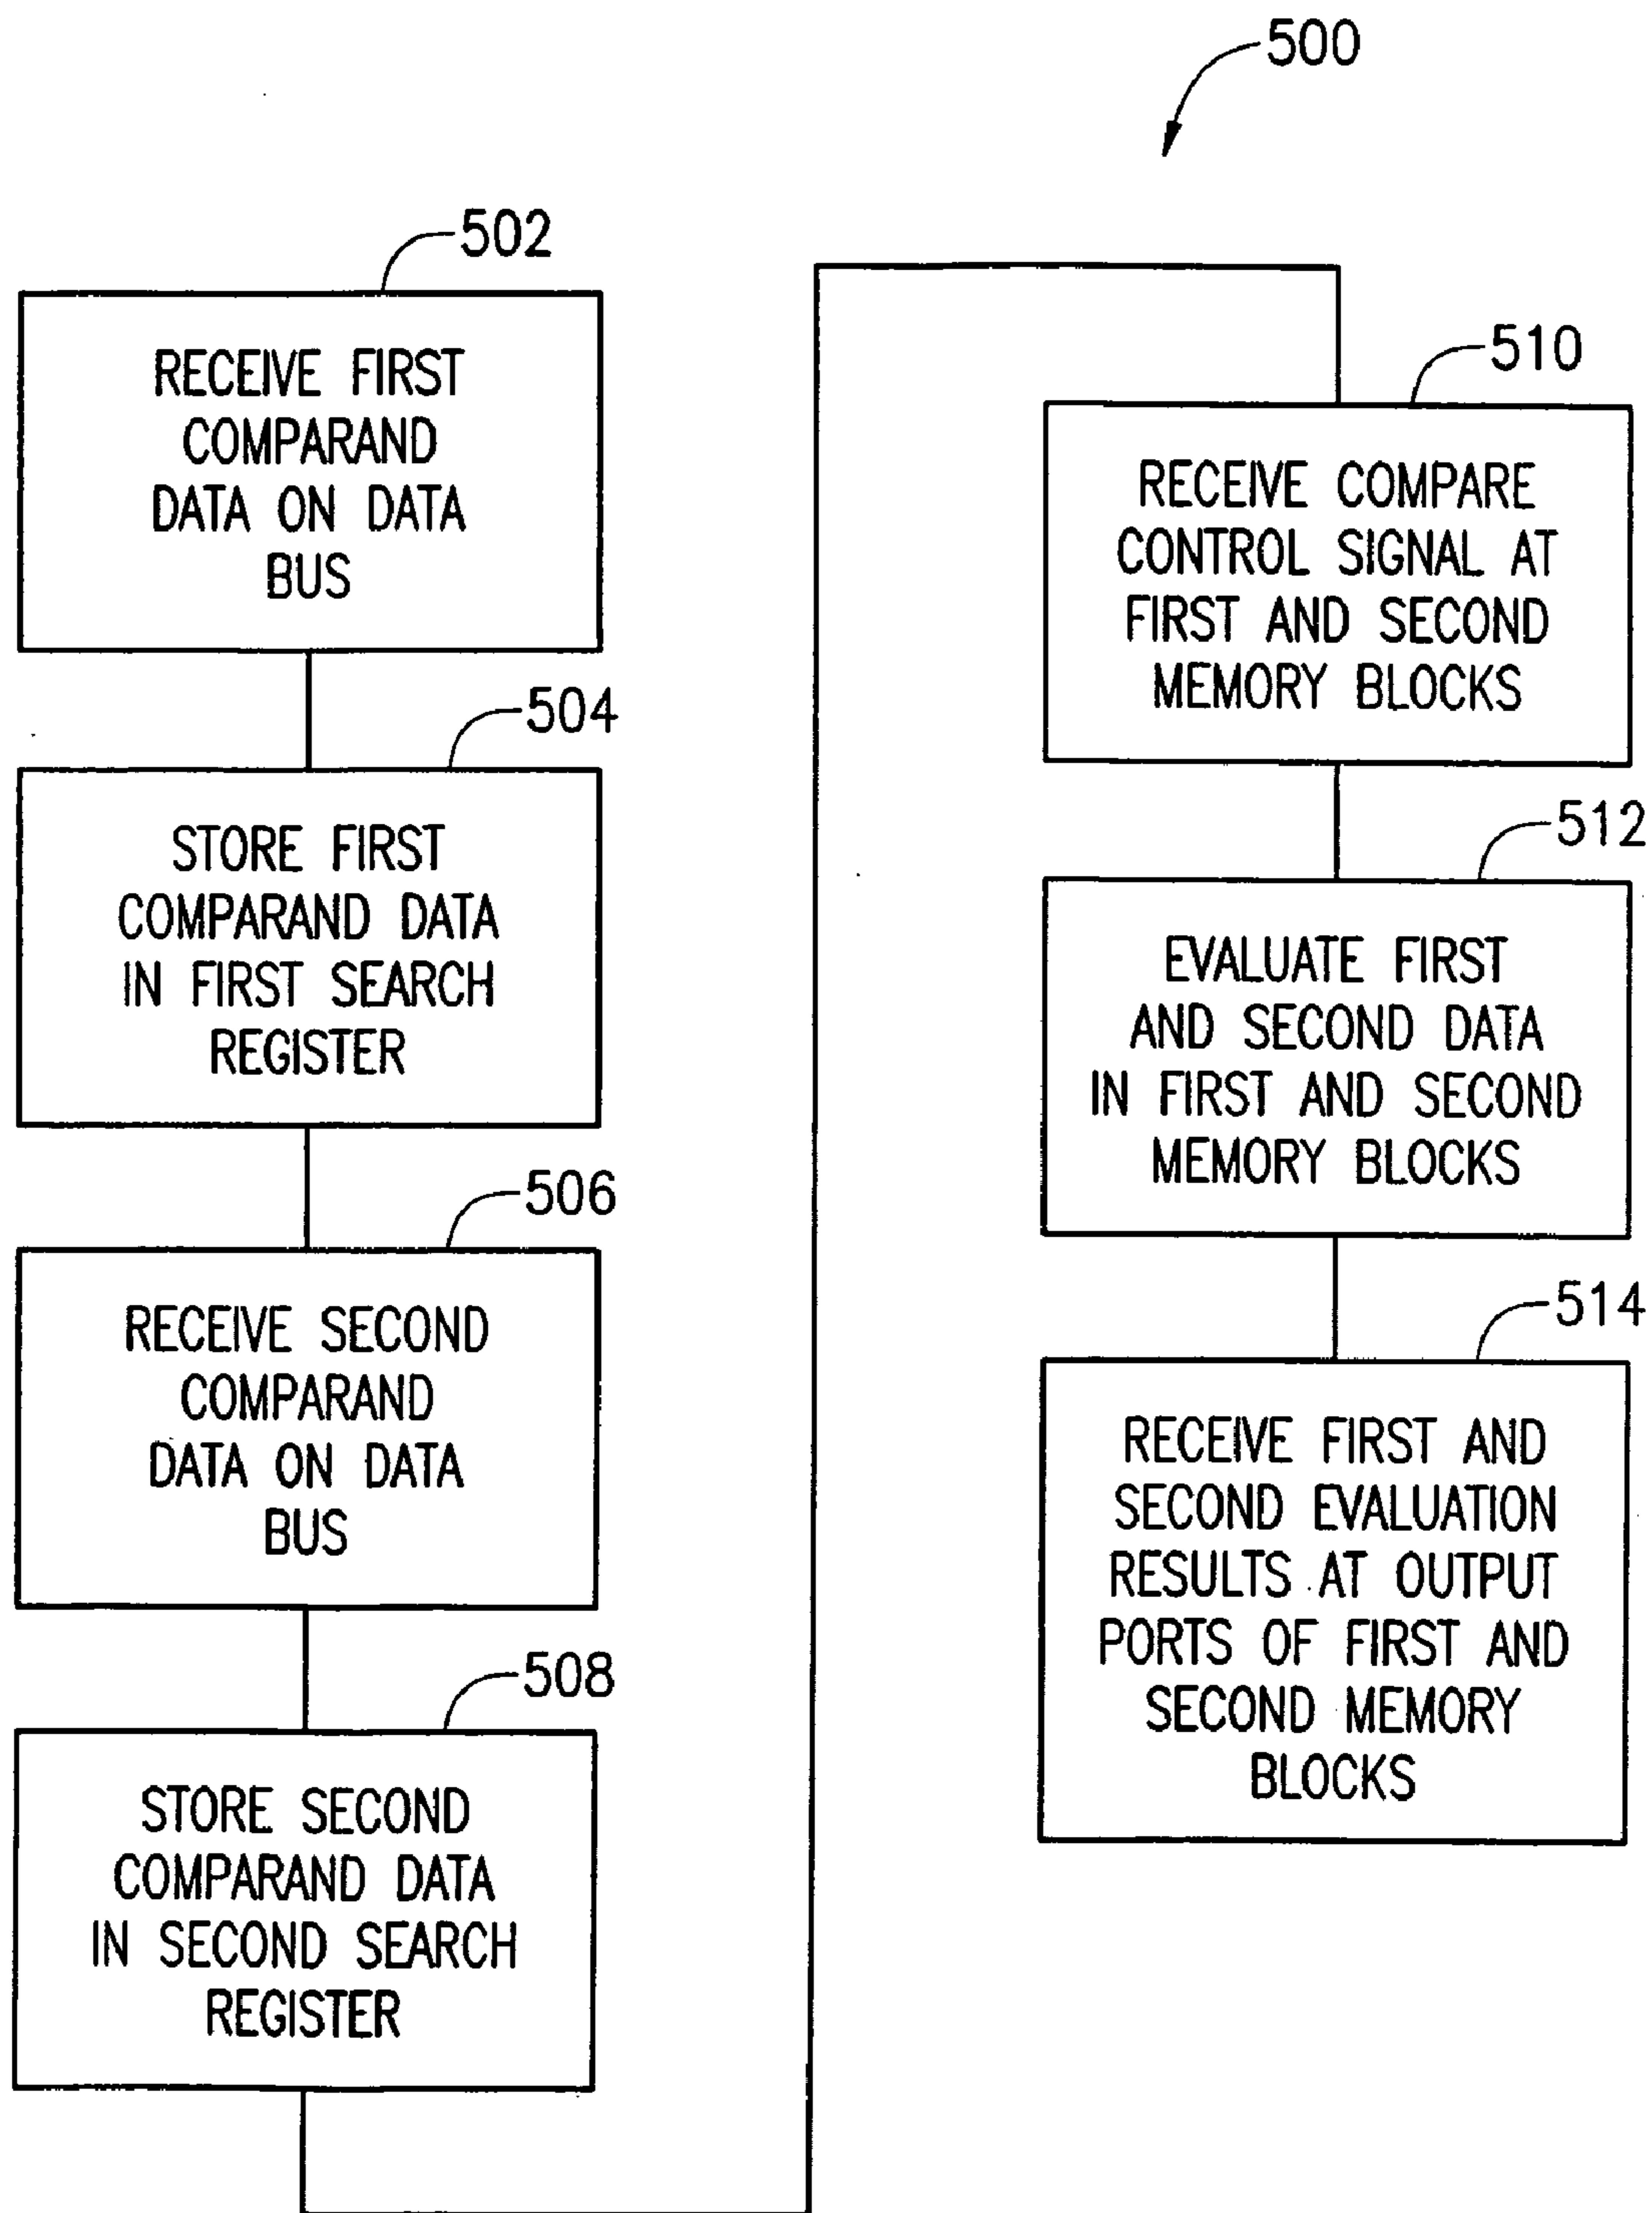 500
502
RECEIVE FIRST
COMPARAND
DATA ON DATA
BUS
504
STORE FIRST
COMPARAND DATA
IN FIRST SEARCH
REGISTER
506
RECEIVE SECOND
COMPARAND
DATA ON DATA
BUS
508
STORE SECOND
COMPARAND DATA
IN SECOND SEARCH
REGISTER
510
RECEIVE COMPARE
CONTROL SIGNAL AT
FIRST AND SECOND
MEMORY BLOCKS
512
EVALUATE FIRST
AND SECOND DATA
IN FIRST AND SECOND
MEMORY BLOCKS
514
RECEIVE FIRST AND
SECOND EVALUATION
RESULTS AT OUTPUT
PORTS OF FIRST AND
SECOND MEMORY
BLOCKS